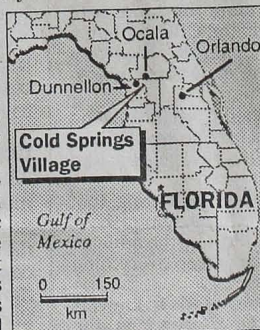 Ocala
Orlando
Dunnellon
Cold Springs
Village
FLORIDA
Gulf of
Mexico
0 150
km